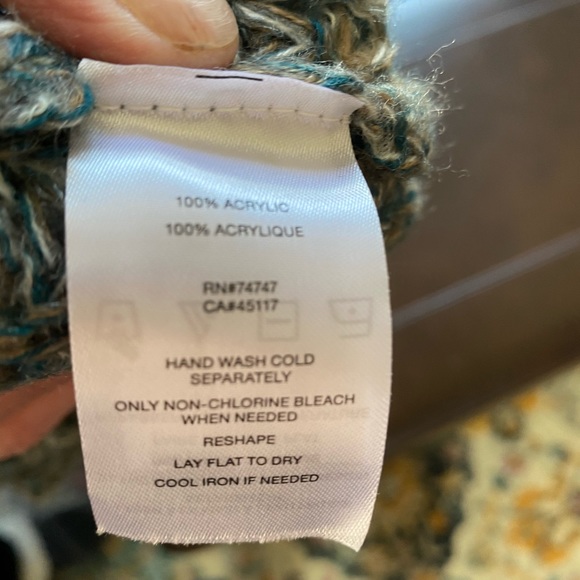 100% ACRYLIC
100% ACRYLIQUE
RN#74747
CA#45117
HAND WASH COLD
SEPARATELY
ONLY NON-CHLORINE BLEACH
WHEN NEEDED
RESHAPE
LAY FLAT TO DRY
COOL IRON IF NEEDED